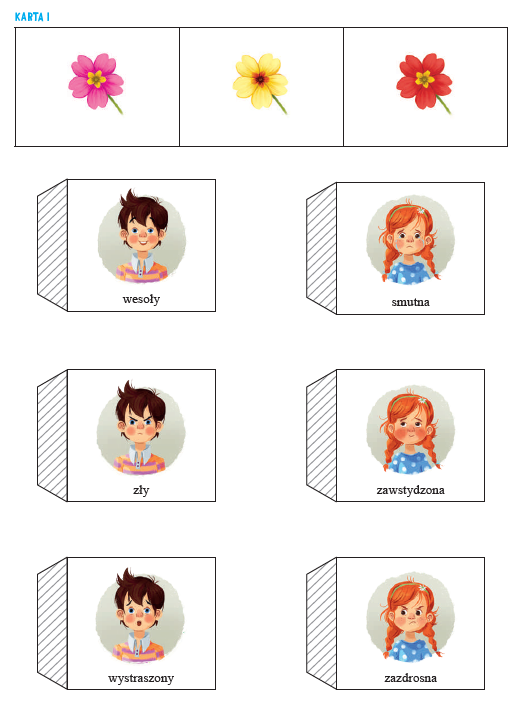 KARTA 1
wesoły
smutna
zły
zawstydzona
wystraszony
zazdrosna